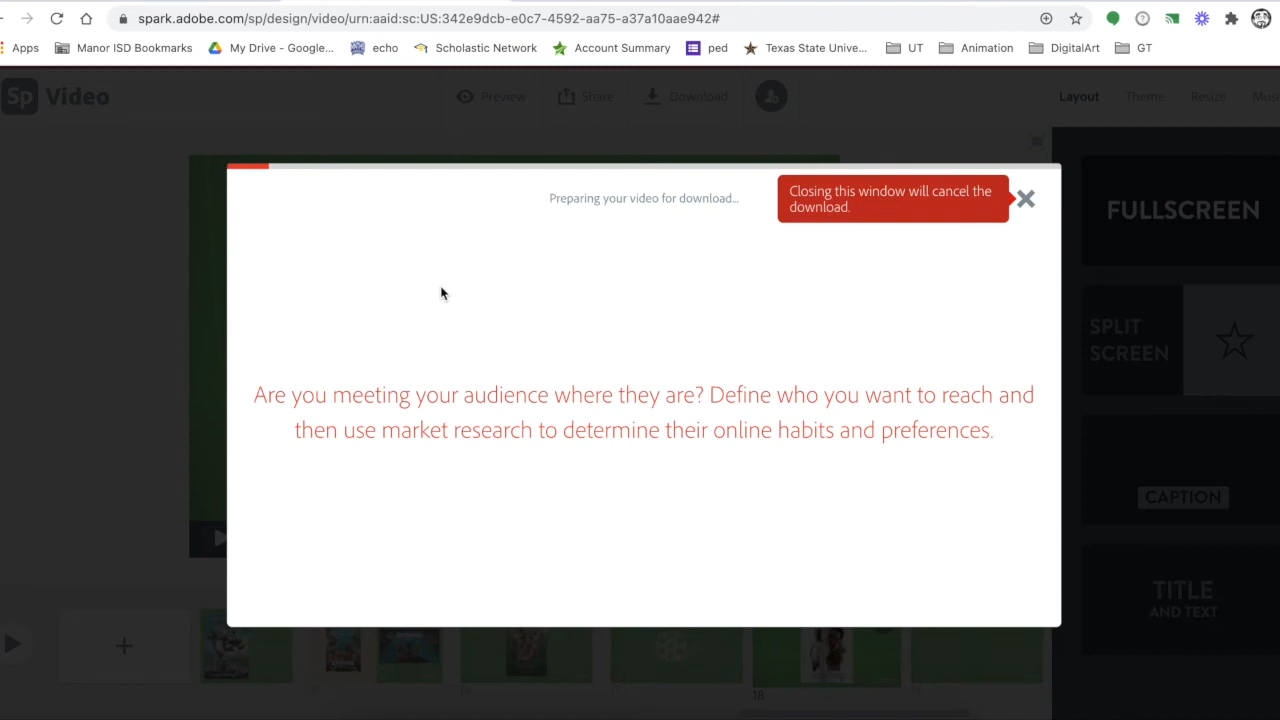 spark.adobe.com/sp/design/video/urn:aaid:sc:US:342e9dcb-e0c7-4592-aa75-a37a10aae942#
Apps Manor ISD Bookmarks My Drive - Google... echo Scholastic Network Account Summary ped Texas State Unive... UT Animation DigitalArt GT
Sp Video Preview Share Download Layout Theme Resize
Preparing your video for download...
Closing this window will cancel the
download.
FULLSCREEN
SPLIT
SCREEN
Are you meeting your audience where they are? Define who you want to reach and
then use market research to determine their online habits and preferences.
CAPTION
TITLE
AND TEXT
18